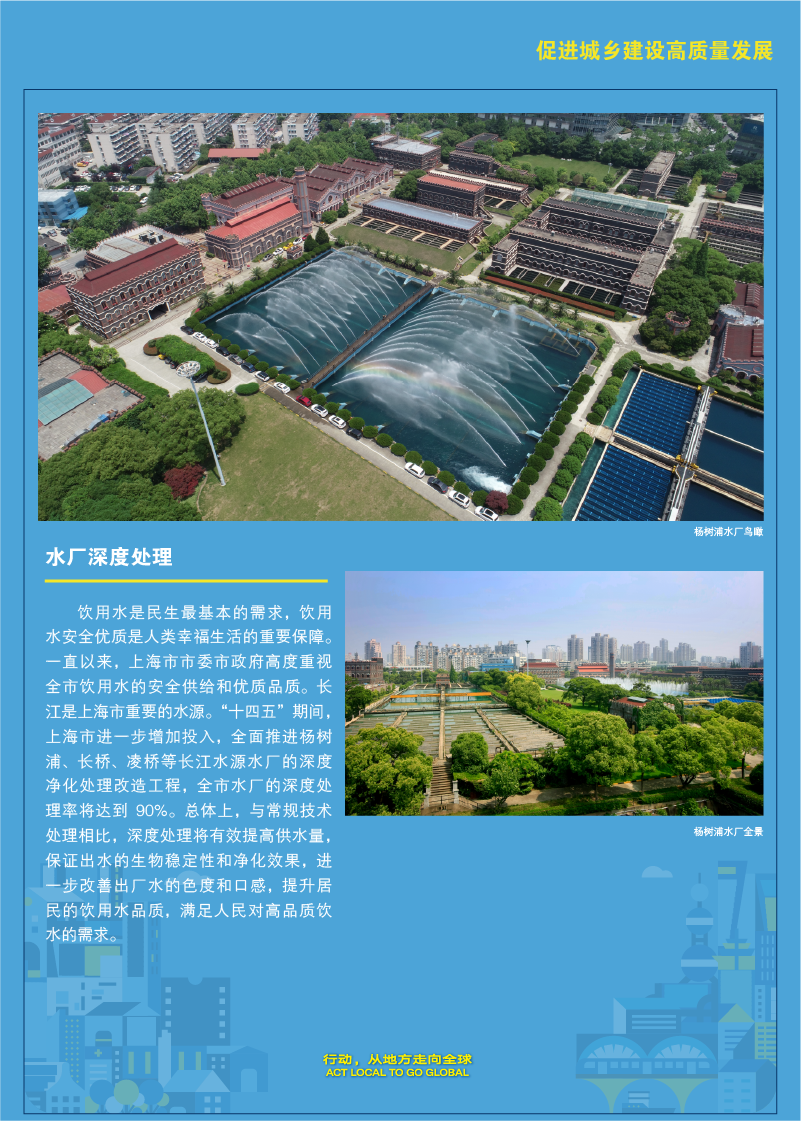 促进城乡建设高质量发展
杨树浦水厂鸟瞰
水厂深度处理
饮用水是民生最基本的需求，饮用
水安全优质是人类幸福生活的重要保障。
一直以来，上海市市委市政府高度重视
全市饮用水的安全供给和优质品质。长
江是上海市重要的水源。“十四五”期间，
上海市进一步增加投入，全面推进杨树
浦、长桥、凌桥等长江水源水厂的深度
净化处理改造工程，全市水厂的深度处
理率将达到 90%。总体上，与常规技术
处理相比，深度处理将有效提高供水量，
保证出水的生物稳定性和净化效果，进
一步改善出厂水的色度和口感，提升居
民的饮用水品质，满足人民对高品质饮
水的需求。
杨树浦水厂全景
行动，从地方走向全球
ACT LOCAL TO GO GLOBAL